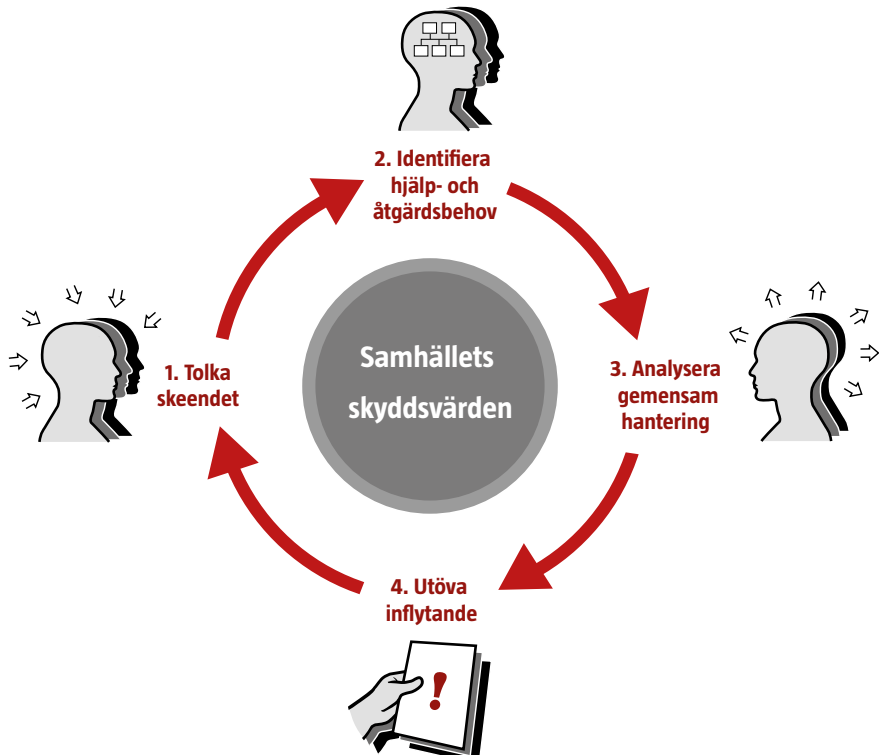 2. Identifiera
hjälp- och
åtgärdsbehov
1. Tolka
skeendet
Samhällets
skyddsvärden
3. Analysera
gemensam
hantering
4. Utöva
inflytande
!